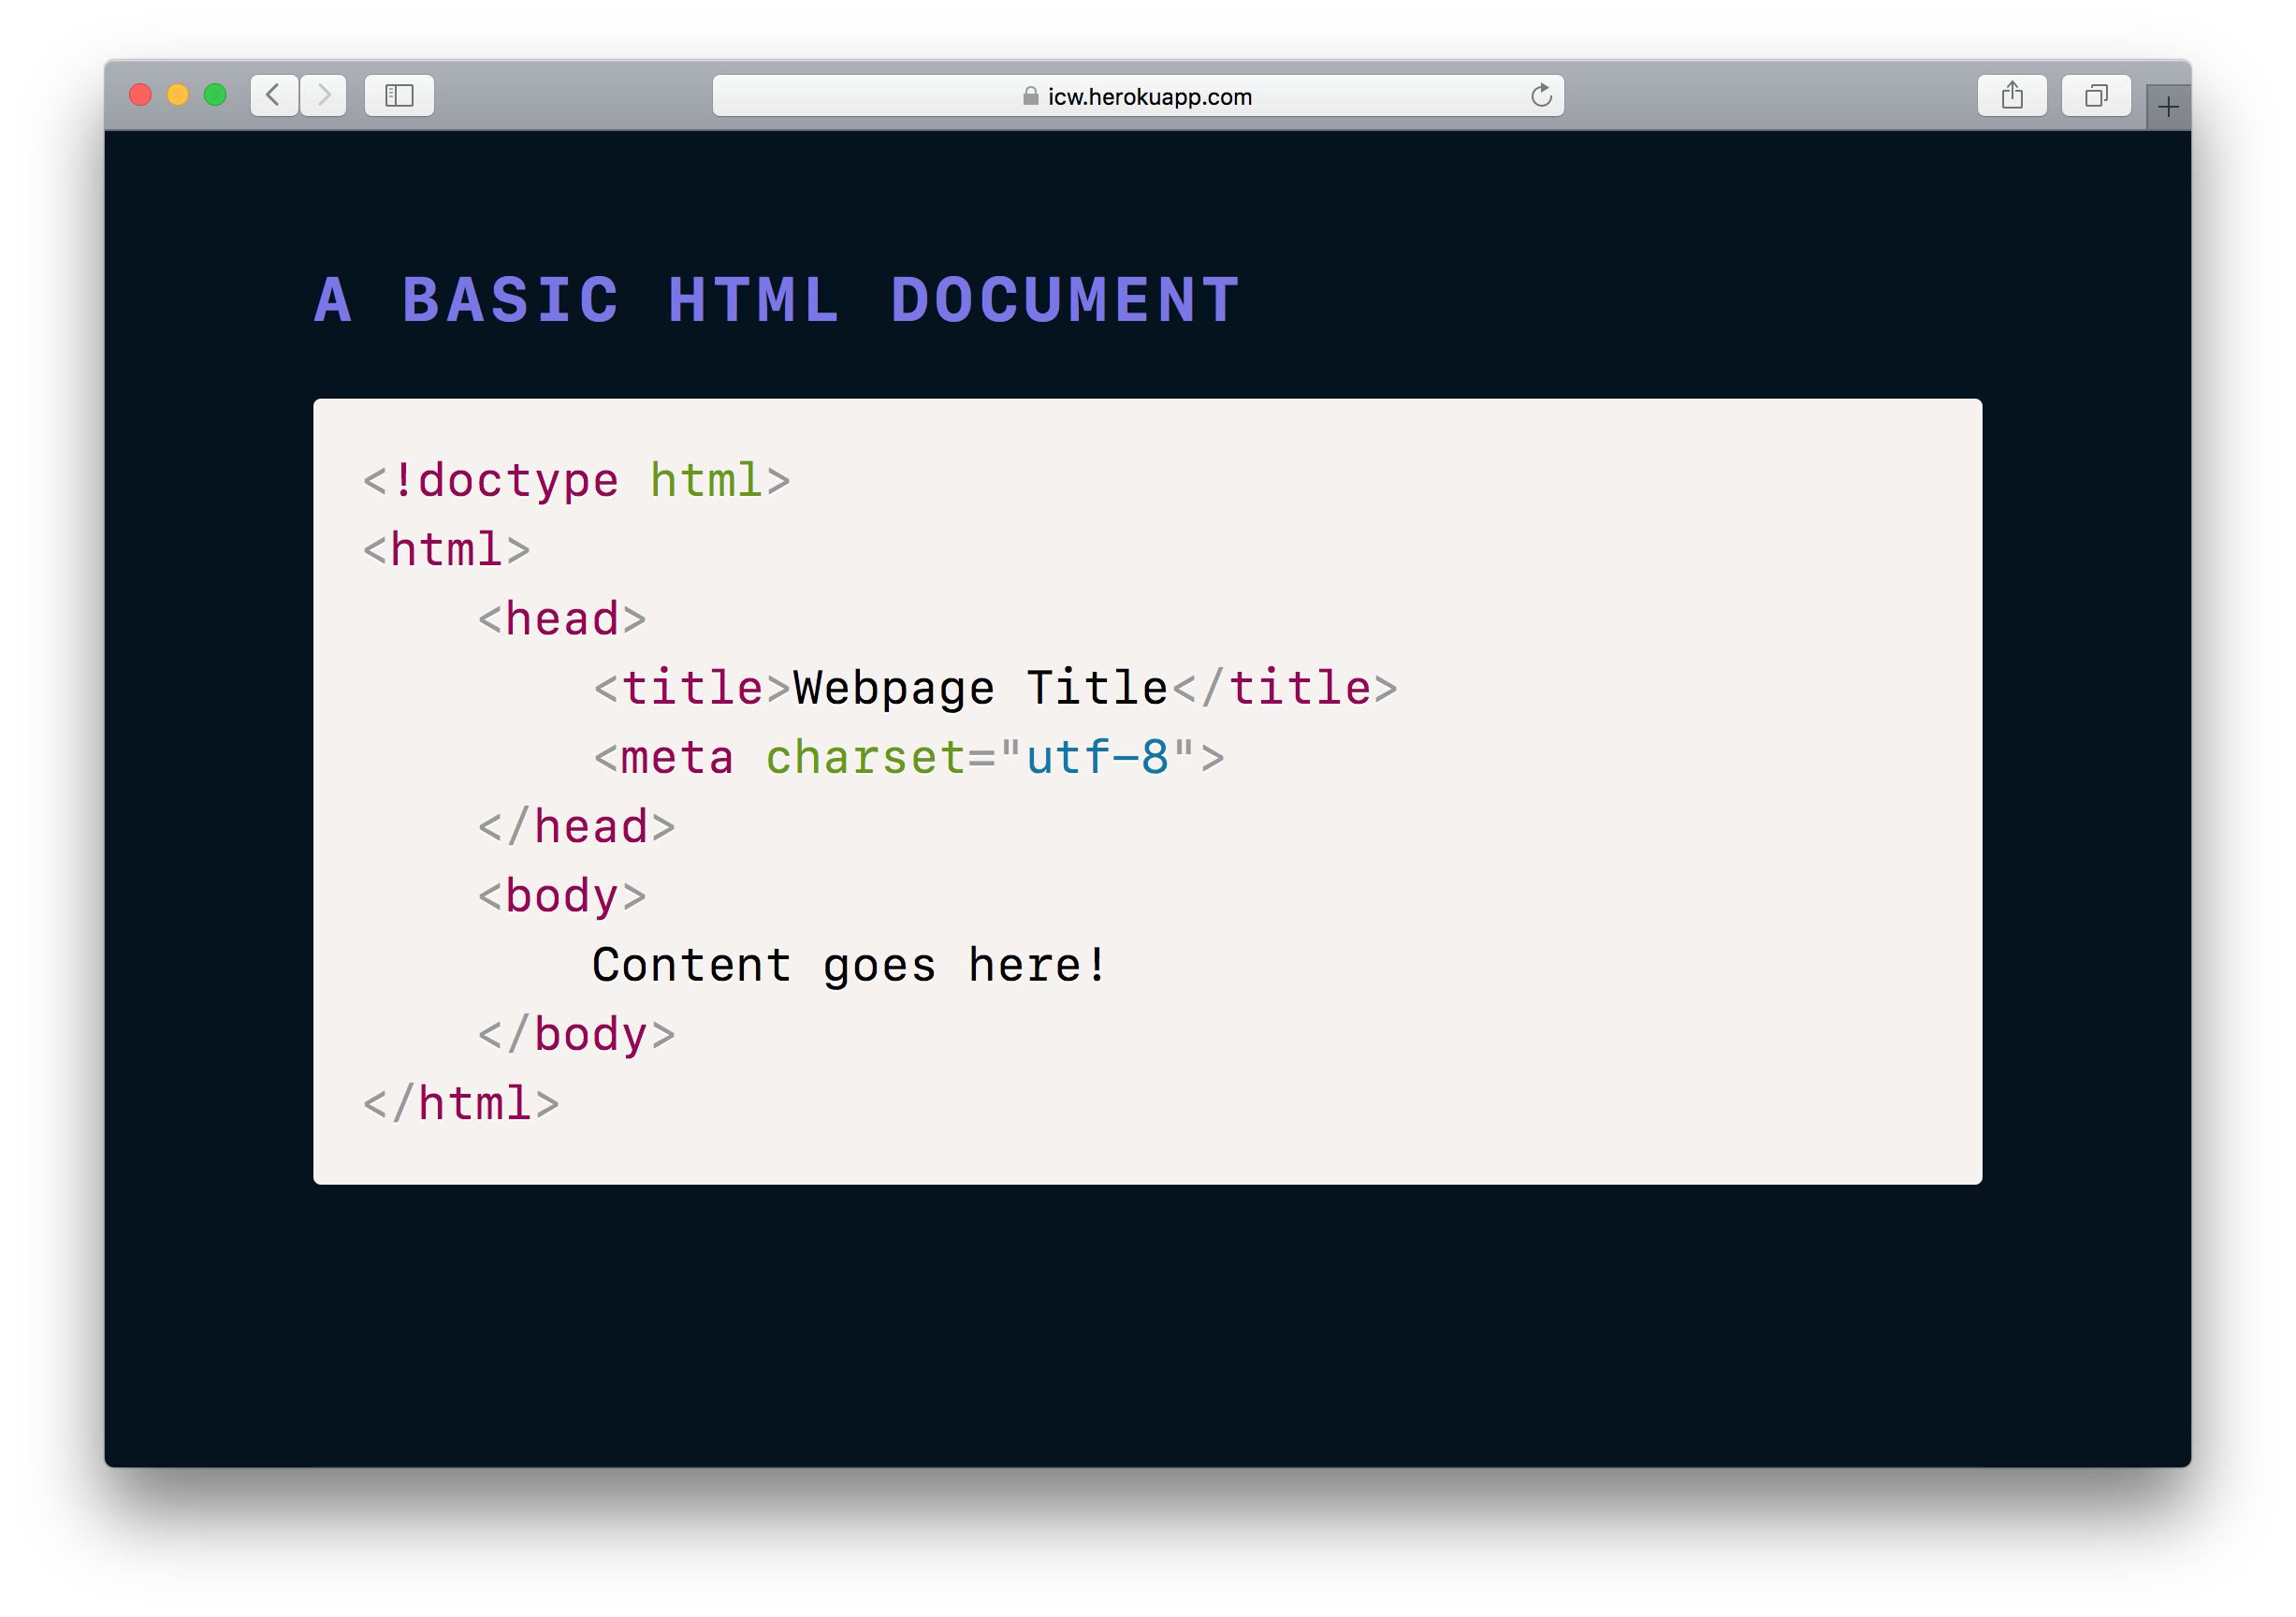 icw.herokuapp.com
A BASIC HTML DOCUMENT
<!doctype html>
<html>
    <head>
        <title>Webpage Title</title>
        <meta charset="utf-8">
    </head>
    <body>
        Content goes here!
    </body>
</html>